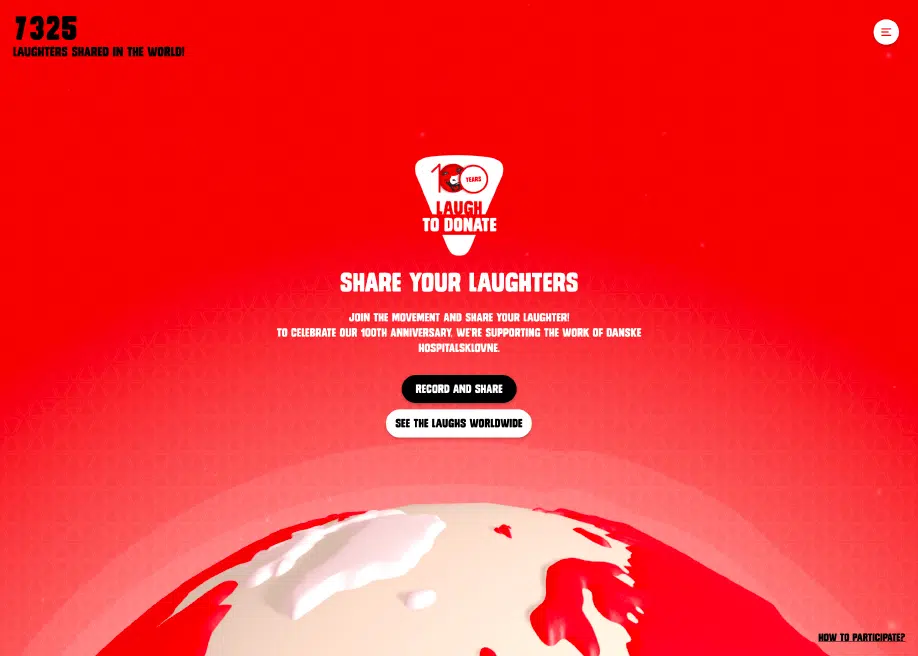 7325
LAUGHTERS SHARED IN THE WORLD!
100 YEARS
LAUGH
TO DONATE
SHARE YOUR LAUGHTERS
JOIN THE MOVEMENT AND SHARE YOUR LAUGHTER!
TO CELEBRATE OUR 100TH ANNIVERSARY, WE'RE SUPPORTING THE WORK OF DANSKE
HOSPITALSKLOVNE.
RECORD AND SHARE
SEE THE LAUGHS WORLDWIDE
HOW TO PARTICIPATE?